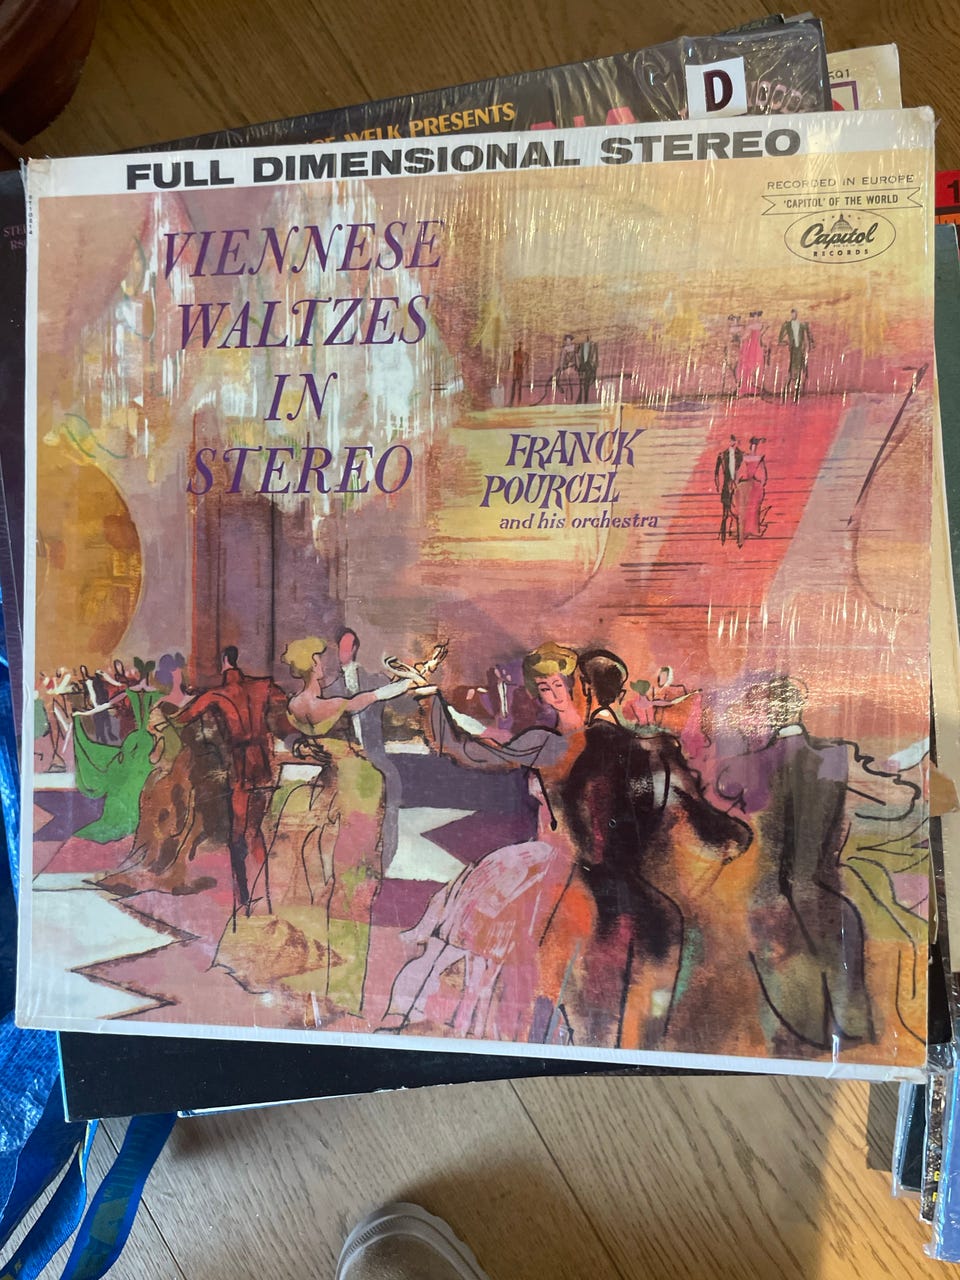 D
WELK PRESENTS
FULL DIMENSIONAL STEREO
RECORDED IN EUROPE
'CAPITOL' OF THE WORLD
Capitol
RECORDS
VIENNESE
WALTZES
IN
STEREO
FRANCK
POURCEL
and his orchestra